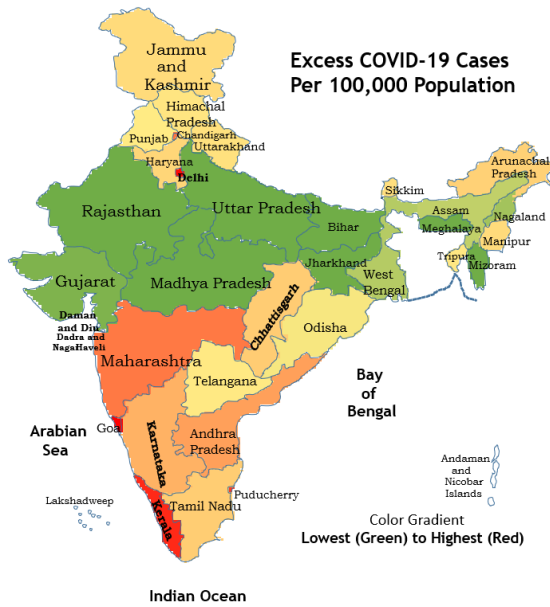 Excess COVID-19 Cases
Per 100,000 Population
Jammu
and
Kashmir
Himachal
Pradesh
Punjab
Chandigarh
Uttarakhand
Haryana
Delhi
Arunachal
Pradesh
Sikkim
Rajasthan
Uttar Pradesh
Assam
Nagaland
Bihar
Meghalaya
Manipur
Jharkhand
Tripura
Mizoram
Gujarat
Madhya Pradesh
West
Bengal
Chhattisgarh
Daman
and Diu
Dadra and
NagarHaveli
Odisha
Maharashtra
Telangana
Bay
of
Bengal
Arabian
Sea
Goa
Karnataka
Andhra
Pradesh
Andaman
and
Nicobar
Islands
Lakshadweep
Kerala
Tamil Nadu
Puducherry
Color Gradient
Lowest (Green) to Highest (Red)
Indian Ocean